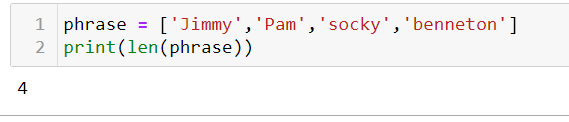 1 phrase = ['Jimmy','Pam','socky','benneton']
2 print(len(phrase))
4